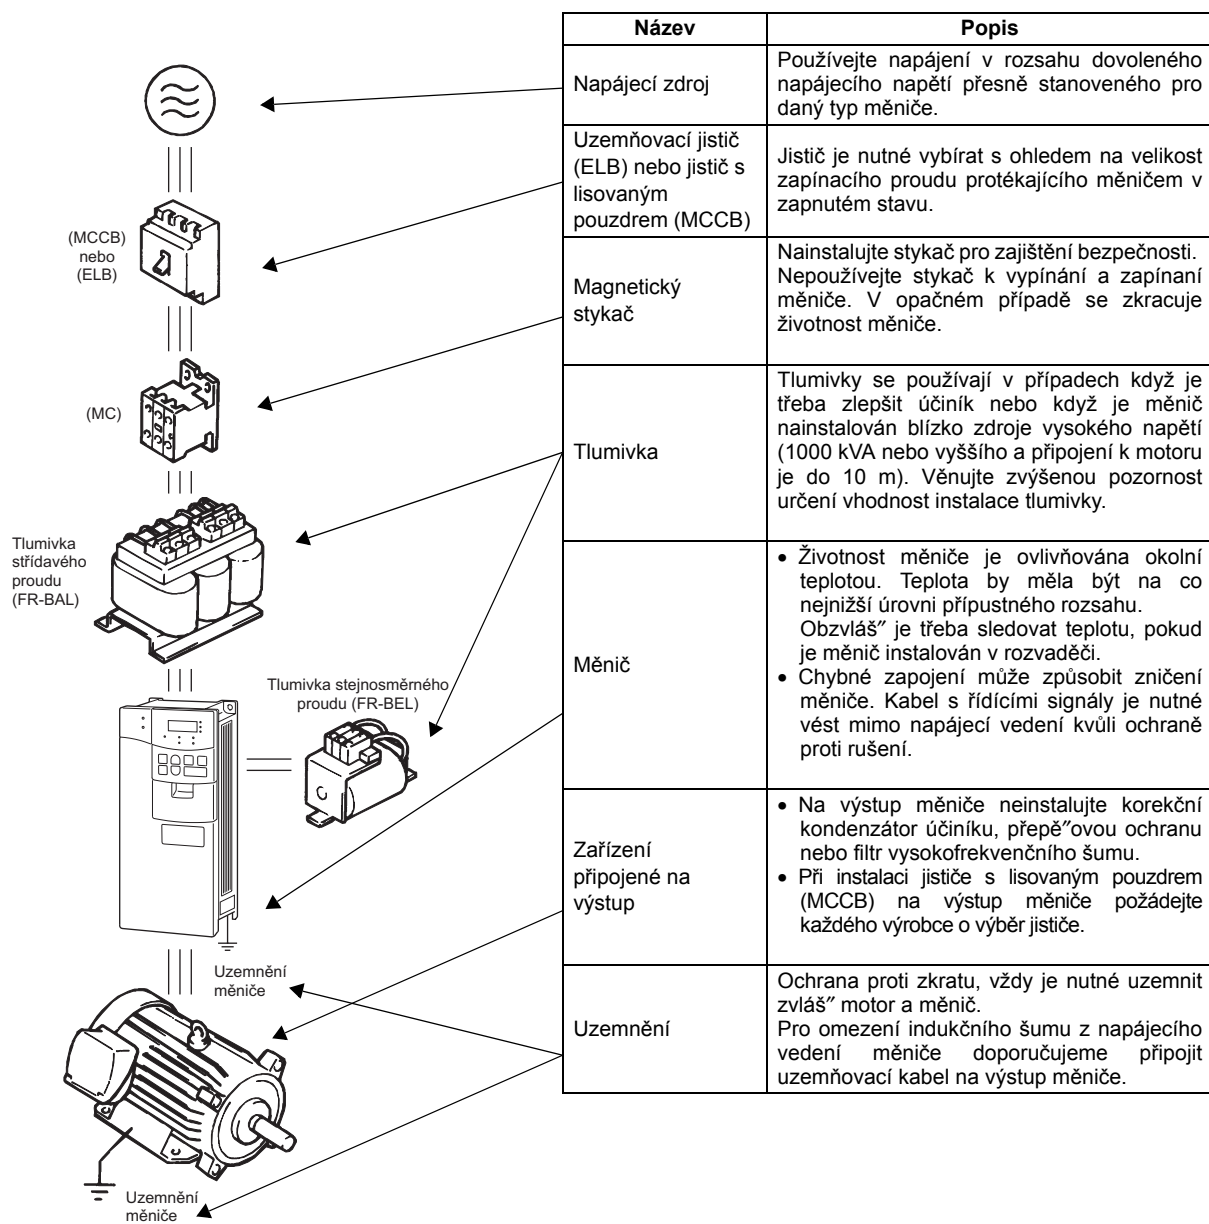 Název
Popis
Napájecí zdroj
Používejte napájení v rozsahu dovoleného
napájecího napětí přesně stanoveného pro
daný typ měniče.
Uzemňovací jistič
(ELB) nebo jistič s
lisovaným
pouzdrem (MCCB)
Jistič je nutné vybírat s ohledem na velikost
zapínacího proudu protékajícího měničem v
zapnutém stavu.
Magnetický
stykač
Nainstalujte stykač pro zajištění bezpečnosti.
Nepoužívejte stykač k vypínání a zapínaní
měniče. V opačném případě se zkracuje
životnost měniče.
Tlumivka
Tlumivky se používají v případech když je
třeba zlepšit účiník nebo když je měnič
nainstalován blízko zdroje vysokého napětí
(1000 kVA nebo vyššího a připojení k motoru
je do 10 m). Věnujte zvýšenou pozornost
určení vhodnost instalace tlumivky.
Měnič
• Životnost měniče je ovlivňována okolní
teplotou. Teplota by měla být na co
nejnižší úrovni přípustného rozsahu.
Obzvláš″ je třeba sledovat teplotu, pokud
je měnič instalován v rozvaděči.
• Chybné zapojení může způsobit zničení
měniče. Kabel s řídícími signály je nutné
vést mimo napájecí vedení kvůli ochraně
proti rušení.
Zařízení
připojené na
výstup
• Na výstup měniče neinstalujte korekční
kondenzátor účiníku, přepě″ovou ochranu
nebo filtr vysokofrekvenčního šumu.
• Při instalaci jističe s lisovaným pouzdrem
(MCCB) na výstup měniče požádejte
každého výrobce o výběr jističe.
Uzemnění
Ochrana proti zkratu, vždy je nutné uzemnit
zvláš″ motor a měnič.
Pro omezení indukčního šumu z napájecího
vedení měniče doporučujeme připojit
uzemňovací kabel na výstup měniče.
(MCCB)
nebo
(ELB)
(MC)
Tlumivka
střídavého
proudu
(FR-BAL)
Tlumivka stejnosměrného
proudu (FR-BEL)
Uzemnění
měniče
Uzemnění
měniče